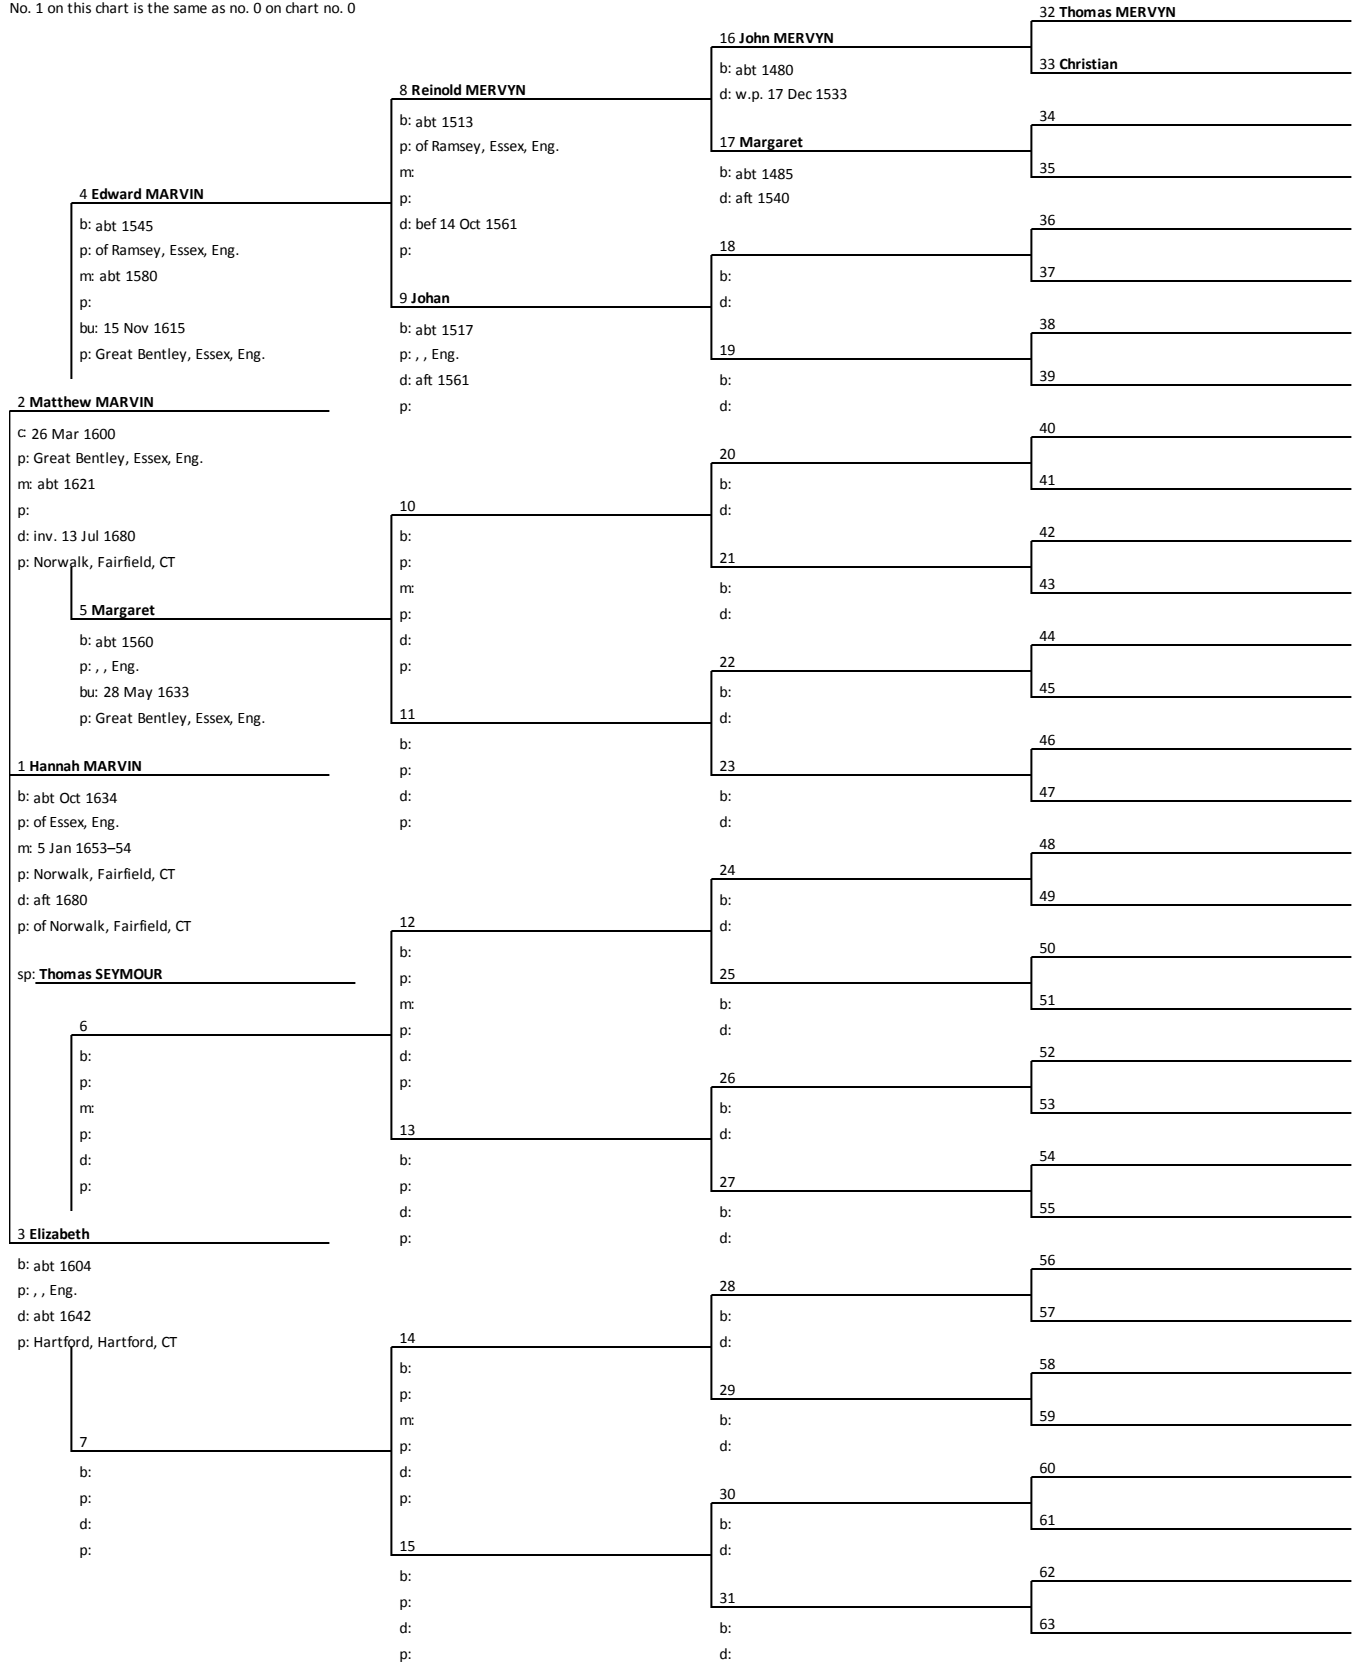 No. 1 on this chart is the same as no. 0 on chart no. 0
2 Matthew MARVIN
c: 26 Mar 1600
p: Great Bentley, Essex, Eng.
m: abt 1621
p:
d: inv. 13 Jul 1680
p: Norwalk, Fairfield, CT
1 Hannah MARVIN
b: abt Oct 1634
p: of Essex, Eng.
m: 5 Jan 1653–54
p: Norwalk, Fairfield, CT
d: aft 1680
p: of Norwalk, Fairfield, CT
sp: Thomas SEYMOUR
3 Elizabeth
b: abt 1604
p: , , Eng.
d: abt 1642
p: Hartford, Hartford, CT
4 Edward MARVIN
b: abt 1545
p: of Ramsey, Essex, Eng.
m: abt 1580
p:
bu: 15 Nov 1615
p: Great Bentley, Essex, Eng.
5 Margaret
b: abt 1560
p: , , Eng.
bu: 28 May 1633
p: Great Bentley, Essex, Eng.
6
b:
p:
m:
p:
d:
p:
7
b:
p:
d:
p:
8 Reinold MERVYN
b: abt 1513
p: of Ramsey, Essex, Eng.
m:
p:
d: bef 14 Oct 1561
p:
9 Johan
b: abt 1517
p: , , Eng.
d: aft 1561
p:
10
b:
p:
m:
p:
d:
p:
11
b:
p:
d:
p:
12
b:
p:
m:
p:
d:
p:
13
b:
p:
d:
p:
14
b:
p:
m:
p:
d:
p:
15
b:
p:
d:
p:
16 John MERVYN
b: abt 1480
d: w.p. 17 Dec 1533
17 Margaret
b: abt 1485
d: aft 1540
18
b:
d:
19
b:
d:
20
b:
d:
21
b:
d:
22
b:
d:
23
b:
d:
24
b:
d:
25
b:
d:
26
b:
d:
27
b:
d:
28
b:
d:
29
b:
d:
30
b:
d:
31
b:
d:
32 Thomas MERVYN
33 Christian
34
35
36
37
38
39
40
41
42
43
44
45
46
47
48
49
50
51
52
53
54
55
56
57
58
59
60
61
62
63